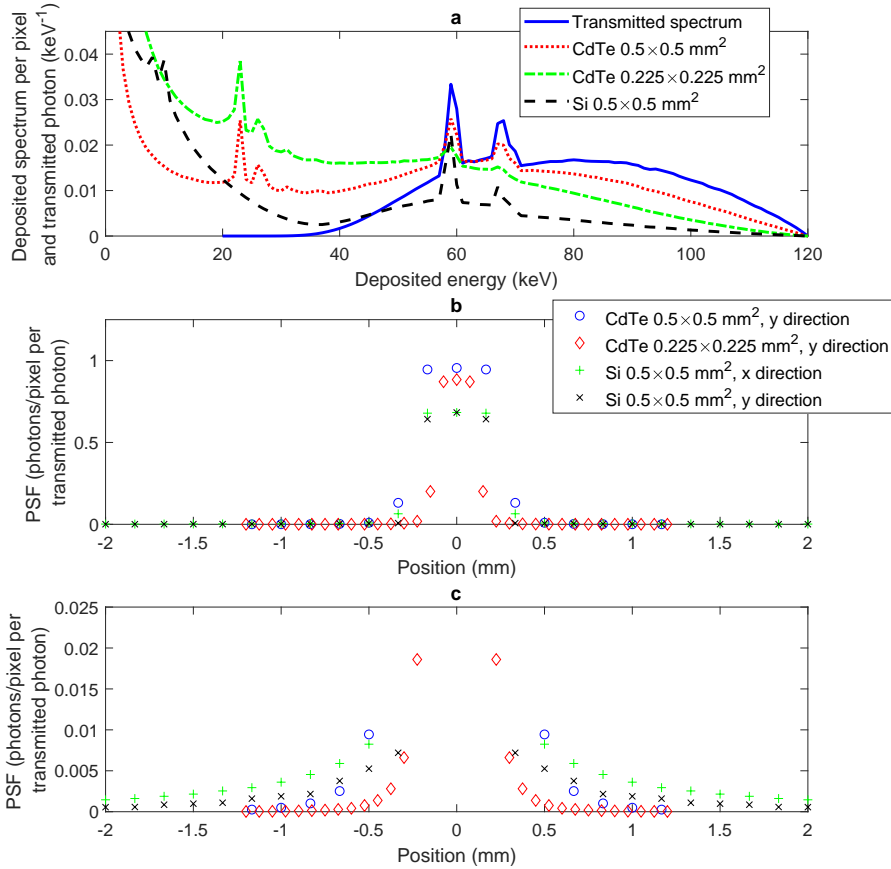 a
Deposited spectrum per pixel
and transmitted photon (keV⁻¹)
0.04
0.03
0.02
0.01
0
0 20 40 60 80 100 120
Deposited energy (keV)
Transmitted spectrum
CdTe 0.5×0.5 mm²
CdTe 0.225×0.225 mm²
Si 0.5×0.5 mm²
b
PSF (photons/pixel per
transmitted photon)
1
0.5
0
-2 -1.5 -1 -0.5 0 0.5 1 1.5 2
Position (mm)
CdTe 0.5×0.5 mm², y direction
CdTe 0.225×0.225 mm², y direction
Si 0.5×0.5 mm², x direction
Si 0.5×0.5 mm², y direction
c
PSF (photons/pixel per
transmitted photon)
0.025
0.02
0.015
0.01
0.005
0
-2 -1.5 -1 -0.5 0 0.5 1 1.5 2
Position (mm)